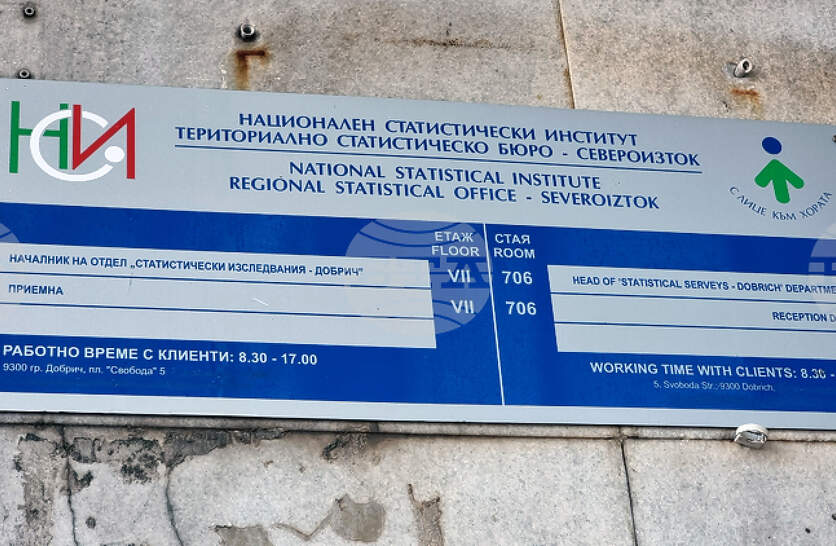 НСИ
НАЦИОНАЛЕН СТАТИСТИЧЕСКИ ИНСТИТУТ
ТЕРИТОРИАЛНО СТАТИСТИЧЕСКО БЮРО - СЕВЕРОИЗТОК
NATIONAL STATISTICAL INSTITUTE
REGIONAL STATISTICAL OFFICE - SEVEROIZTOK
С ЛИЦЕ КЪМ ХОРАТА
ЕТАЖ СТАЯ
FLOOR ROOM
НАЧАЛНИК НА ОТДЕЛ „СТАТИСТИЧЕСКИ ИЗСЛЕДВАНИЯ - ДОБРИЧ" VII 706 HEAD OF 'STATISTICAL SERVEYS - DOBRICH' DEPARTME
ПРИЕМНА VII 706 RECEPTION D
РАБОТНО ВРЕМЕ С КЛИЕНТИ: 8.30 - 17.00
9300 гр. Добрич, пл. "Свобода" 5
WORKING TIME WITH CLIENTS: 8.30 -
5, Svoboda Str., 9300 Dobrich,